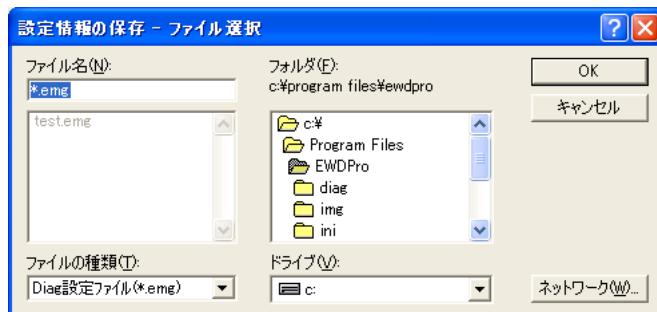 設定情報の保存 - ファイル選択
ファイル名(N):
*.emg
test.emg
ファイルの種類(T):
Diag設定ファイル(*.emg)
フォルダ(F):
c:¥program files¥ewdpro
c:¥
Program Files
EWDPro
diag
img
ini
ドライブ(V):
c:
OK
キャンセル
ネットワーク(W)...